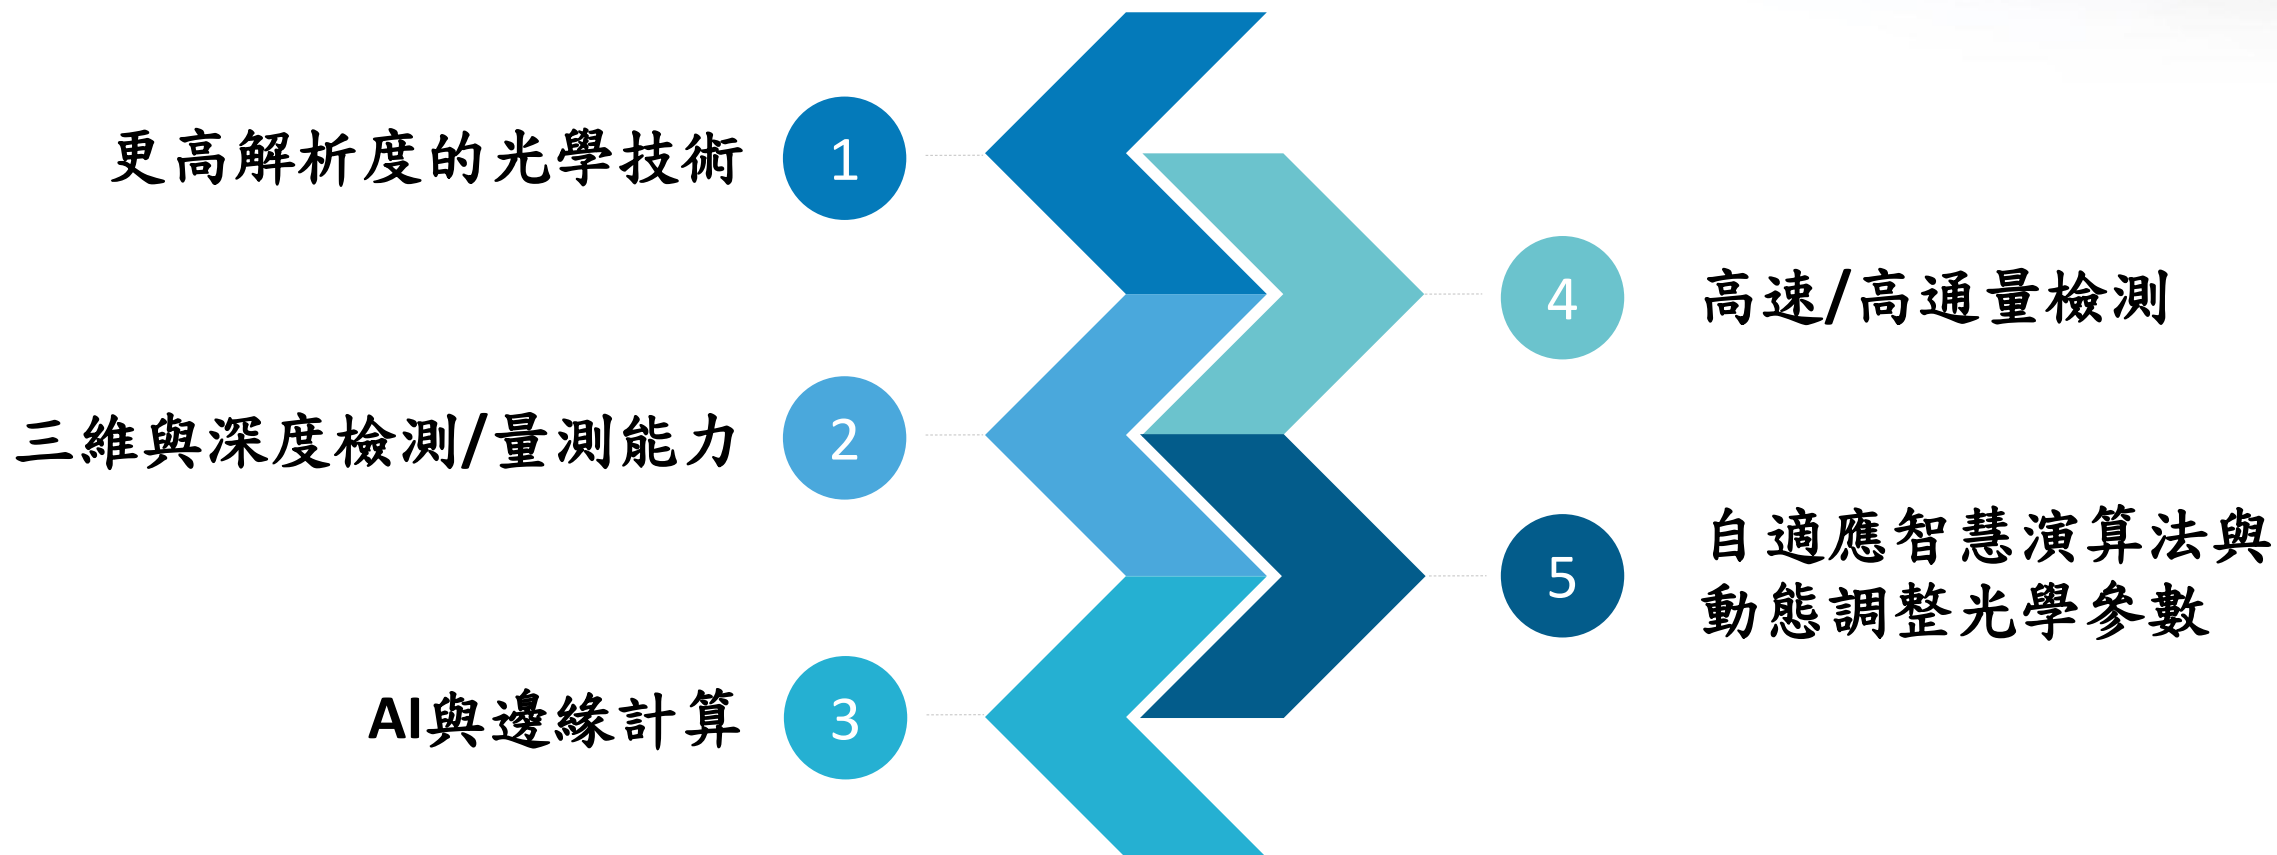 更高解析度的光學技術
1
三維與深度檢測/量測能力
2
AI與邊緣計算
3
4
高速/高通量檢測
5
自適應智慧演算法與
動態調整光學參數